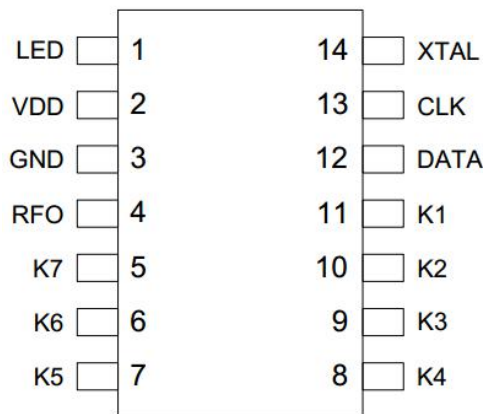 LED 1 14 XTAL
VDD 2 13 CLK
GND 3 12 DATA
RFO 4 11 K1
K7 5 10 K2
K6 6 9 K3
K5 7 8 K4